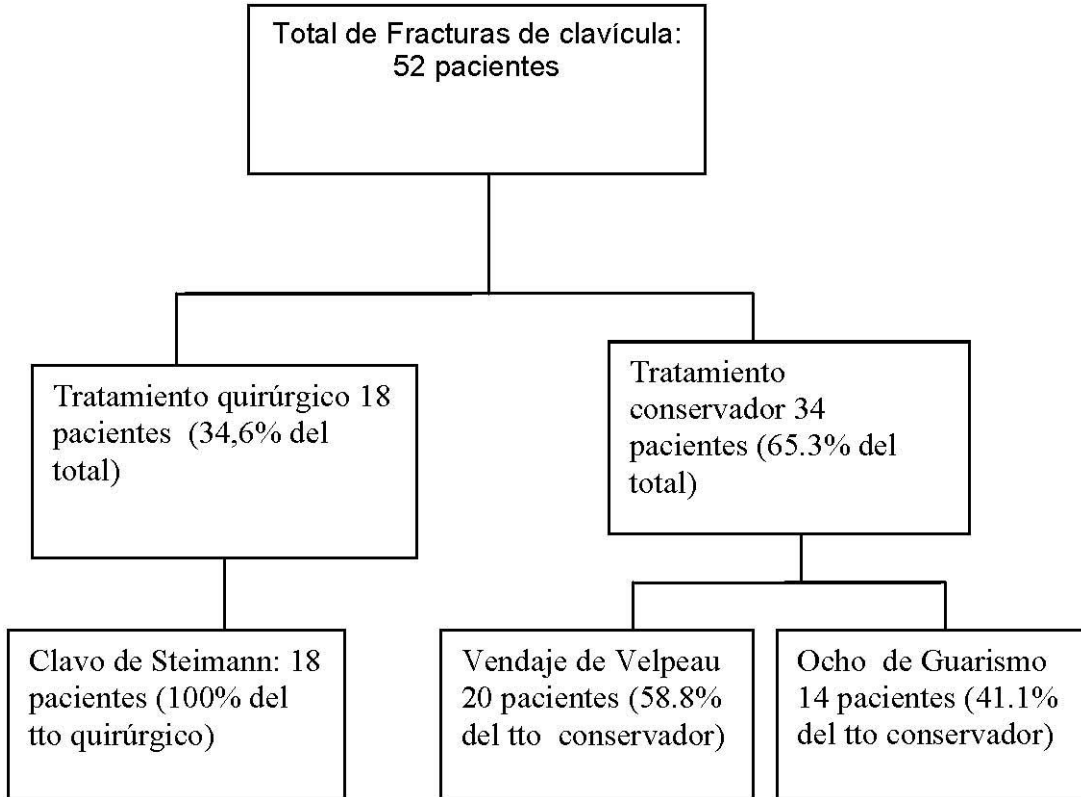 Total de Fracturas de clavícula:
52 pacientes
Tratamiento quirúrgico 18
pacientes (34,6% del
total)
Tratamiento
conservador 34
pacientes (65.3% del
total)
Clavo de Steimann: 18
pacientes (100% del
tto quirúrgico)
Vendaje de Velpeau
20 pacientes (58.8%
del tto conservador)
Ocho de Guarismo
14 pacientes (41.1%
del tto conservador)